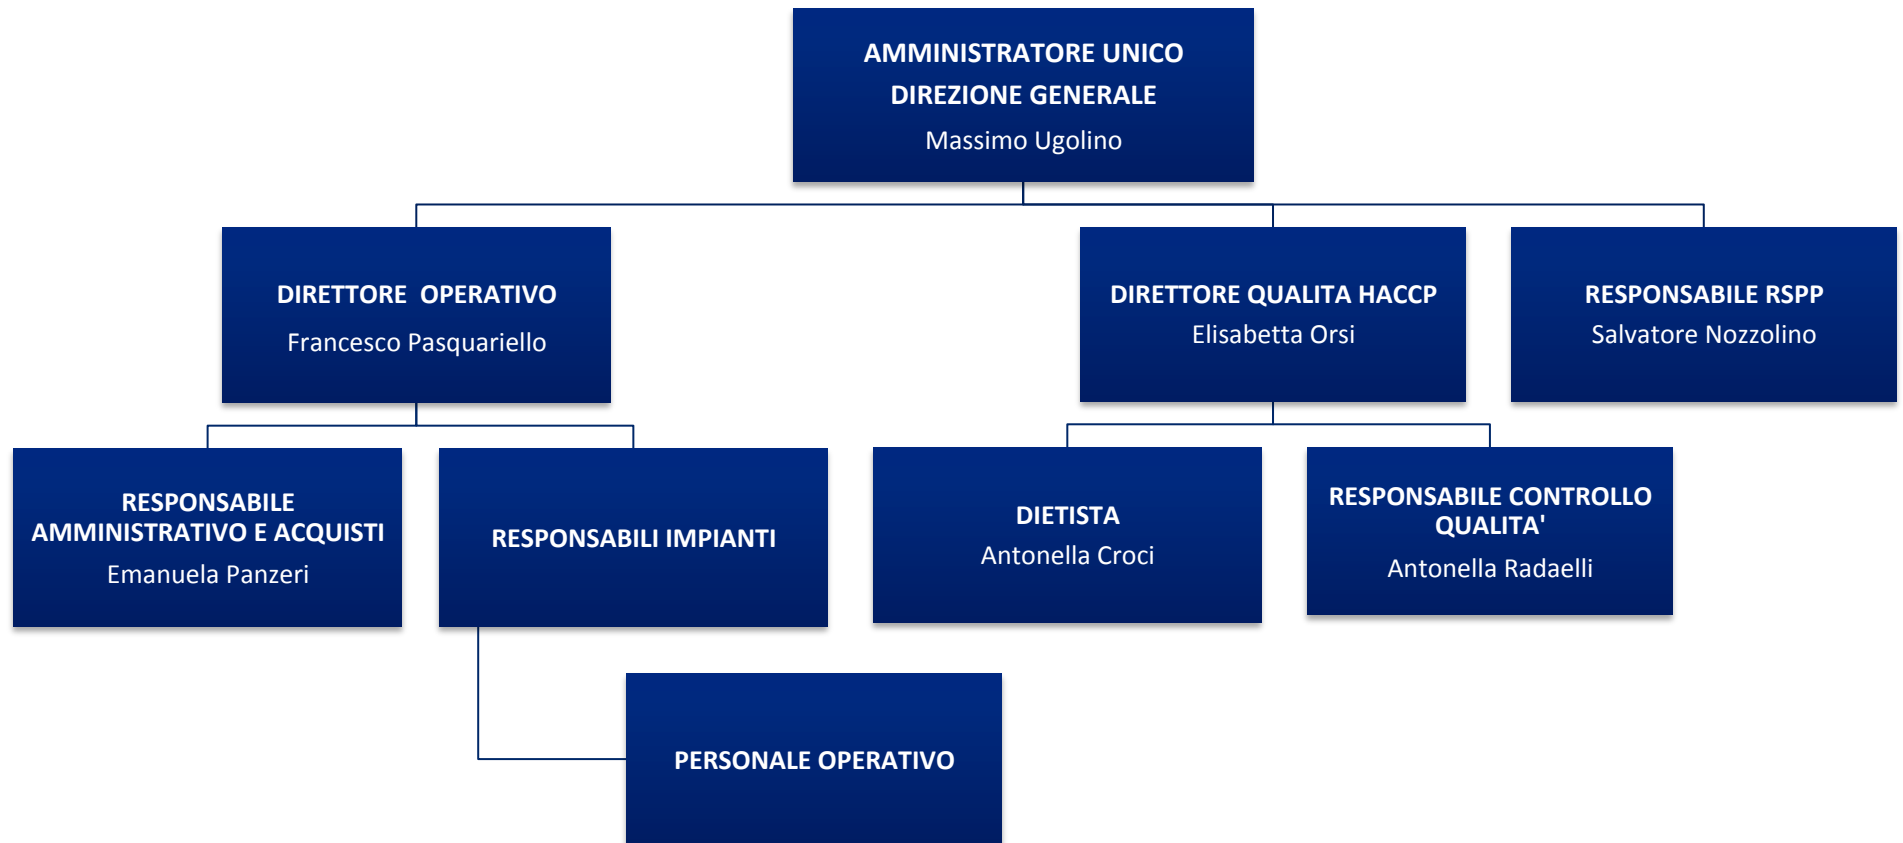 AMMINISTRATORE UNICO
DIREZIONE GENERALE
Massimo Ugolino
DIRETTORE OPERATIVO
Francesco Pasquariello
DIRETTORE QUALITA HACCP
Elisabetta Orsi
RESPONSABILE RSPP
Salvatore Nozzolino
RESPONSABILE
AMMINISTRATIVO E ACQUISTI
Emanuela Panzeri
RESPONSABILI IMPIANTI
DIETISTA
Antonella Croci
RESPONSABILE CONTROLLO
QUALITA'
Antonella Radaelli
PERSONALE OPERATIVO